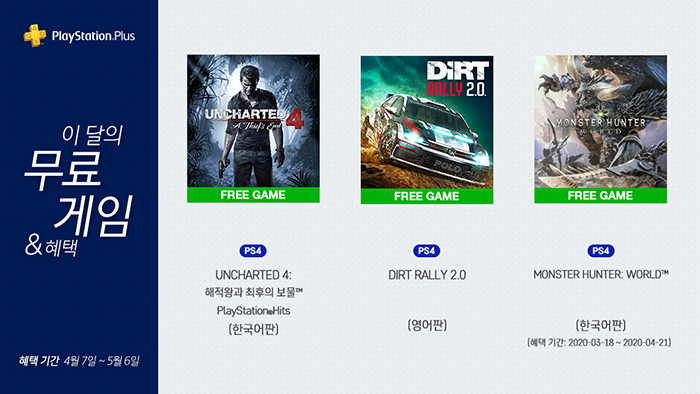 PlayStation.Plus
이 달의
무료
게임
&혜택
혜택 기간 4월 7일 ~ 5월 6일
UNCHARTED 4
A Thief's End
FREE GAME
PS4
UNCHARTED 4:
해적왕과 최후의 보물™
PlayStation®Hits
(한국어판)
DiRT
RALLY 2.0.
POLO
FREE GAME
PS4
DIRT RALLY 2.0
(영어판)
MONSTER HUNTER
WORLD
FREE GAME
PS4
MONSTER HUNTER: WORLD™
(한국어판)
(혜택 기간: 2020-03-18 ~ 2020-04-21)